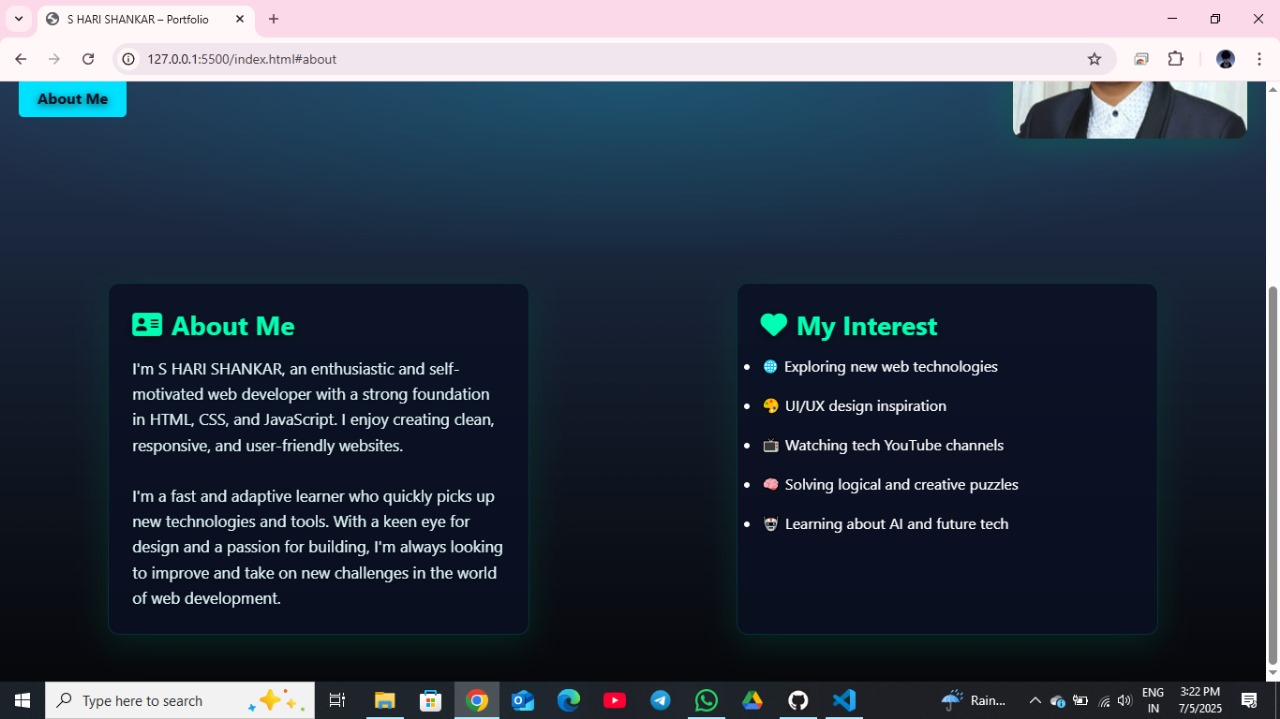 S HARI SHANKAR – Portfolio
127.0.0.1:5500/index.html#about
About Me
About Me
I'm S HARI SHANKAR, an enthusiastic and self-
motivated web developer with a strong foundation
in HTML, CSS, and JavaScript. I enjoy creating clean,
responsive, and user-friendly websites.
I'm a fast and adaptive learner who quickly picks up
new technologies and tools. With a keen eye for
design and a passion for building, I'm always looking
to improve and take on new challenges in the world
of web development.
My Interest
Exploring new web technologies
UI/UX design inspiration
Watching tech YouTube channels
Solving logical and creative puzzles
Learning about AI and future tech
Type here to search
Rain...
ENG
IN
3:22 PM
7/5/2025